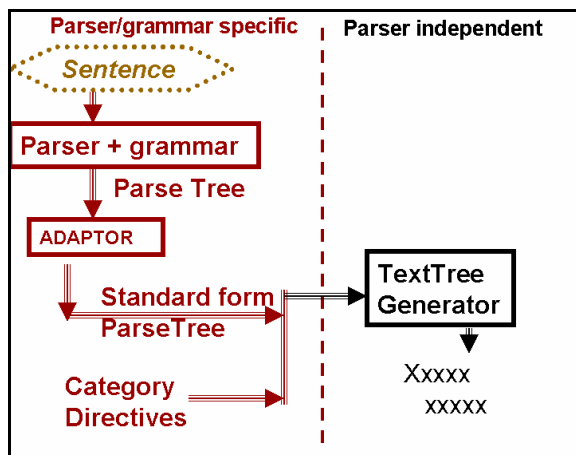 Parser/grammar specific
Parser independent
Sentence
Parser + grammar
Parse Tree
ADAPTOR
Standard form
ParseTree
Category
Directives
TextTree
Generator
Xxxxx
xxxxx